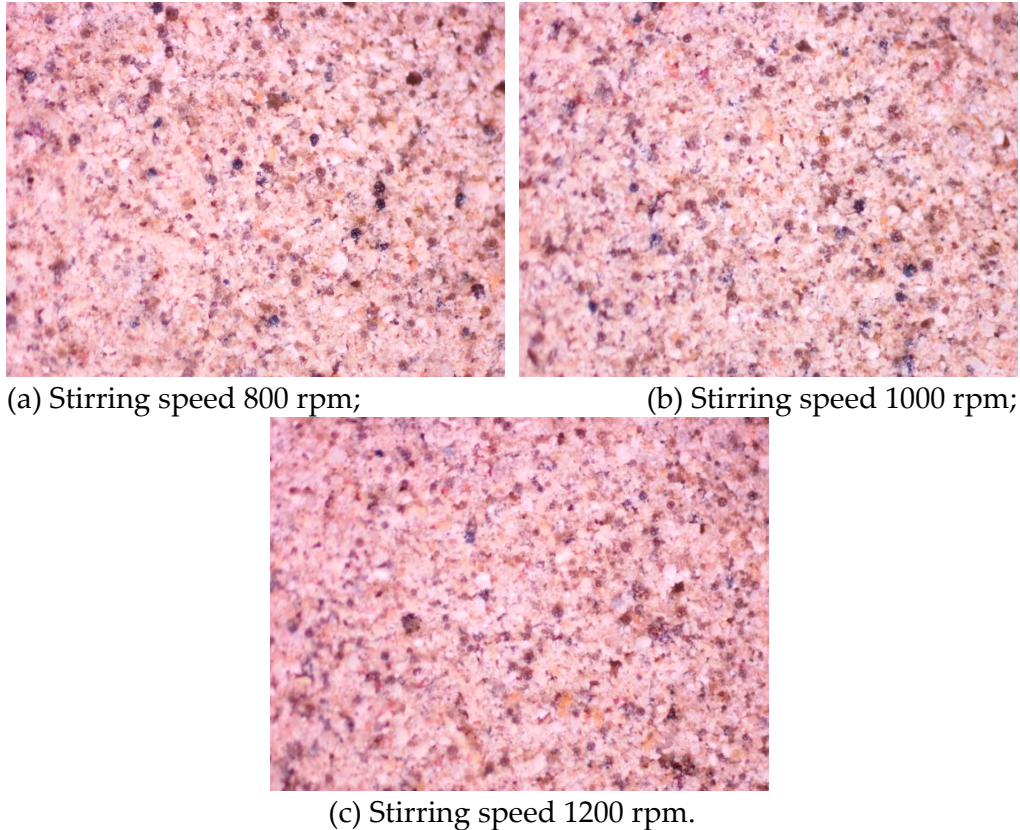 (a) Stirring speed 800 rpm;
(b) Stirring speed 1000 rpm;
(c) Stirring speed 1200 rpm.